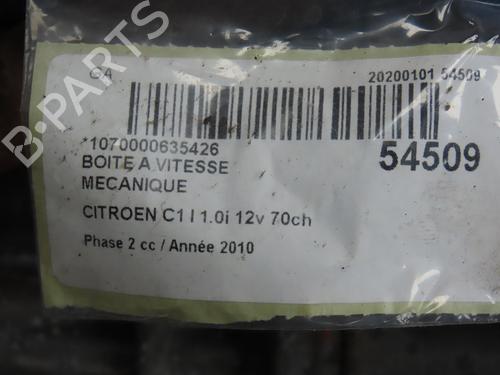 B-PARTS
G4
20200101 54509
*1070000635426
54509
BOITE A VITESSE
MECANIQUE
CITROEN C1 I 1.0i 12v 70ch
Phase 2 cc / Année 2010